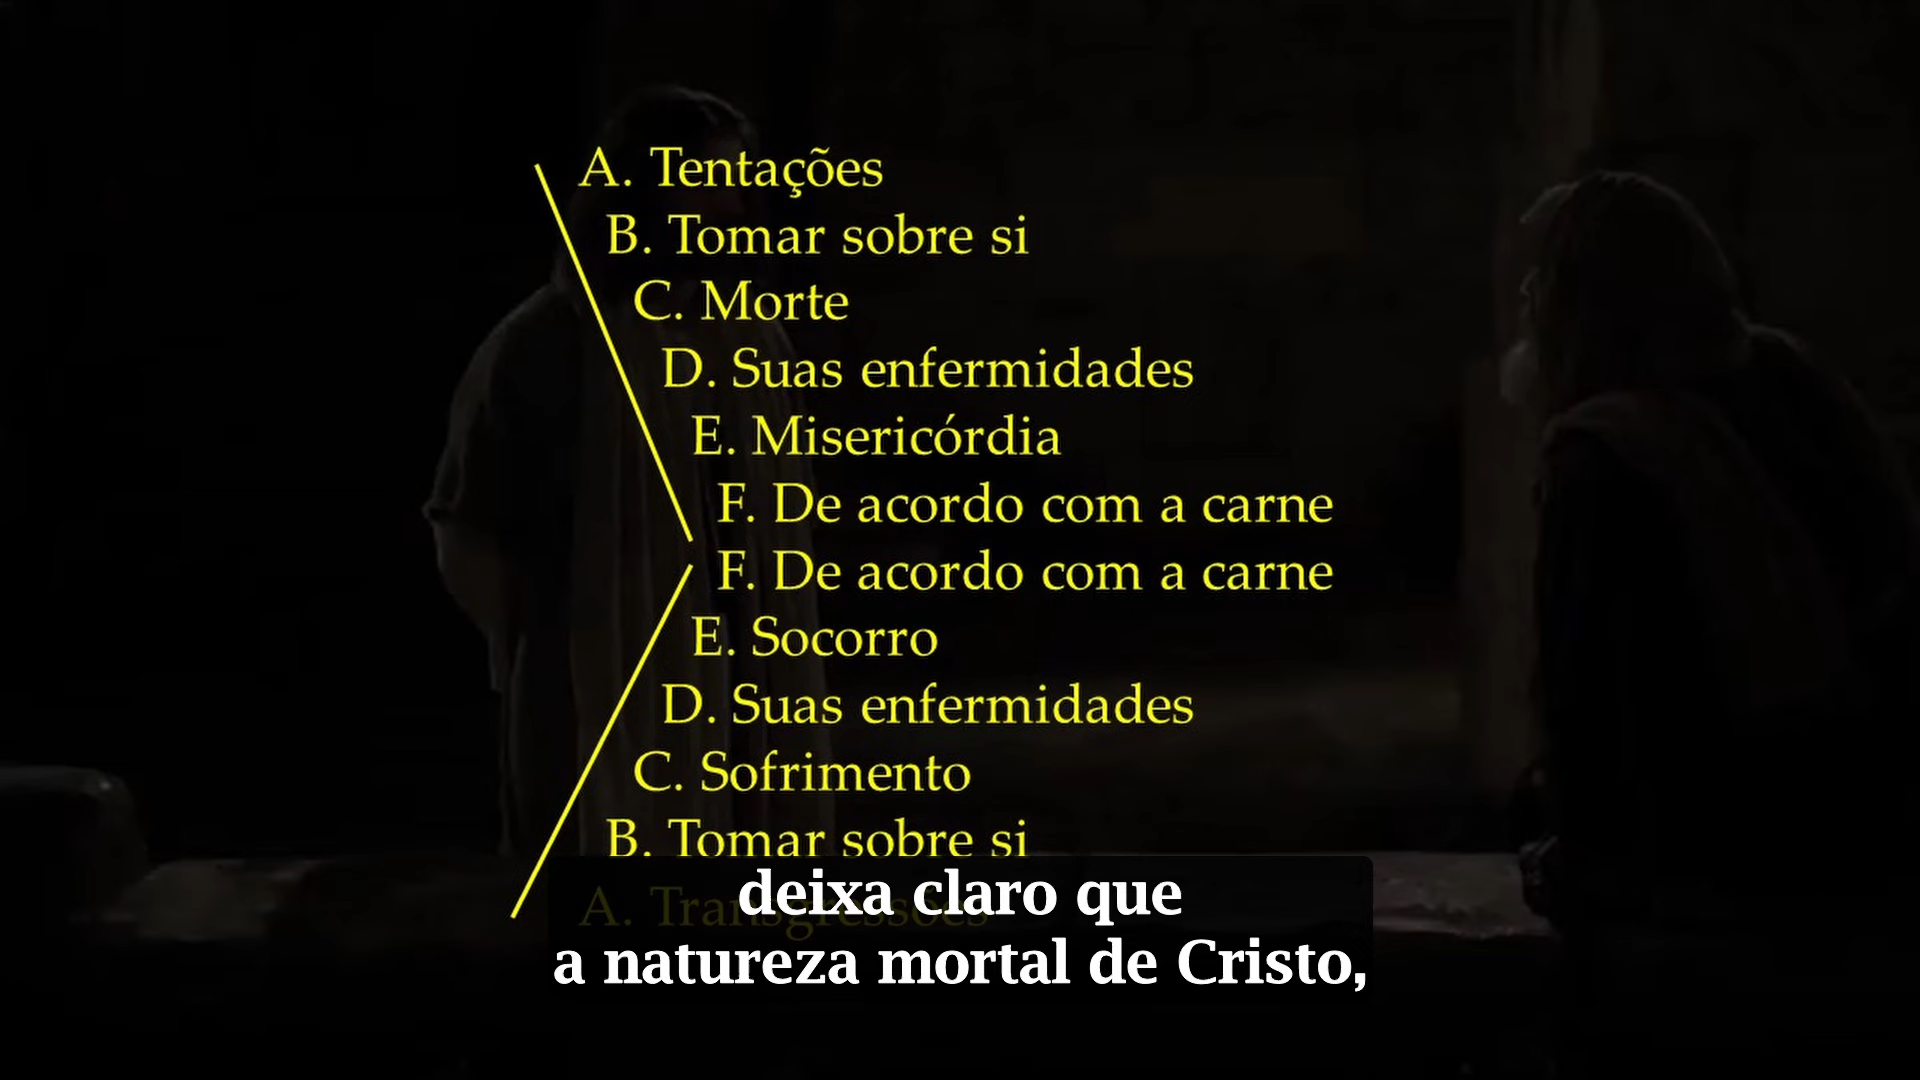 A. Tentações
B. Tomar sobre si
C. Morte
D. Suas enfermidades
E. Misericórdia
F. De acordo com a carne
F. De acordo com a carne
E. Socorro
D. Suas enfermidades
C. Sofrimento
B. Tomar sobre si
A. Transgressões
deixa claro que
a natureza mortal de Cristo,